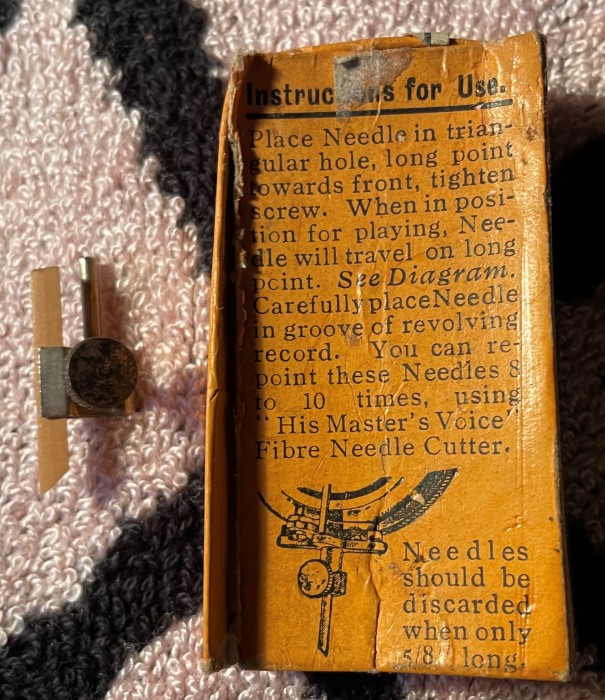 Instructions for Use.
Place Needle in trian-
gular hole, long point
towards front, tighten
screw. When in posi-
tion for playing, Nee-
dle will travel on long
point. See Diagram.
Carefully place Needle
in groove of revolving
record. You can re-
point these Needles 8
to 10 times, using
"His Master's Voice"
Fibre Needle Cutter.
Needles
should be
discarded
when only
5/8 long.